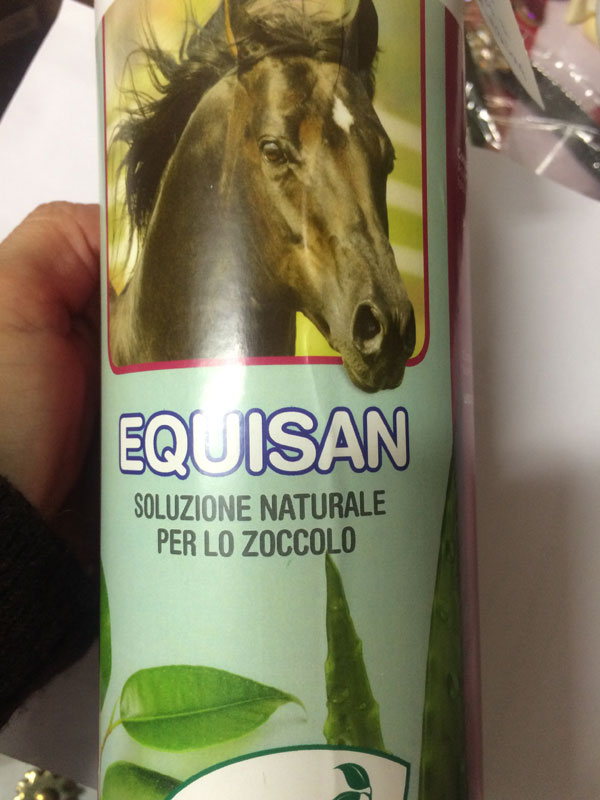 EQUISAN
SOLUZIONE NATURALE
PER LO ZOCCOLO